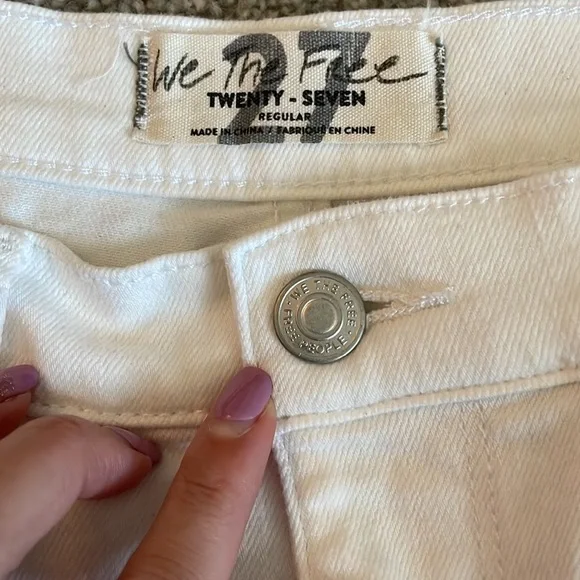 We The Free
27
TWENTY - SEVEN
REGULAR
MADE IN CHINA / FABRIQUÉ EN CHINE
• WE THE FREE •
FREE PEOPLE